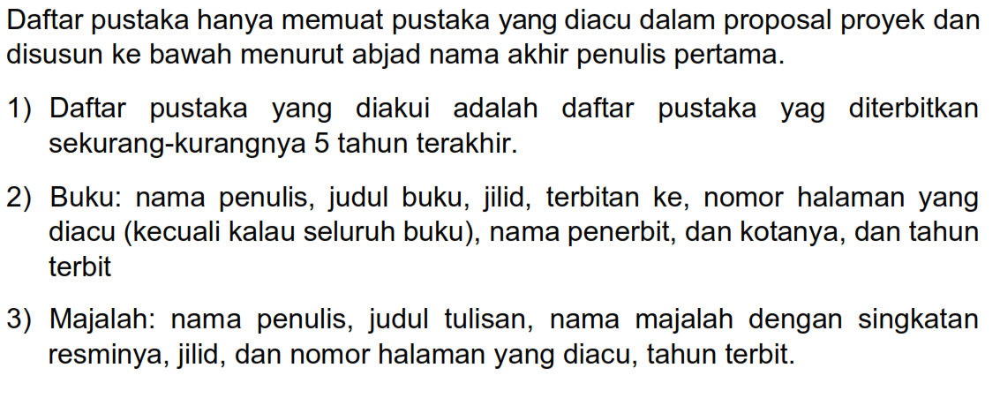 Daftar pustaka hanya memuat pustaka yang diacu dalam proposal proyek dan
disusun ke bawah menurut abjad nama akhir penulis pertama.
1) Daftar pustaka yang diakui adalah daftar pustaka yag diterbitkan
sekurang-kurangnya 5 tahun terakhir.
2) Buku: nama penulis, judul buku, jilid, terbitan ke, nomor halaman yang
diacu (kecuali kalau seluruh buku), nama penerbit, dan kotanya, dan tahun
terbit
3) Majalah: nama penulis, judul tulisan, nama majalah dengan singkatan
resminya, jilid, dan nomor halaman yang diacu, tahun terbit.